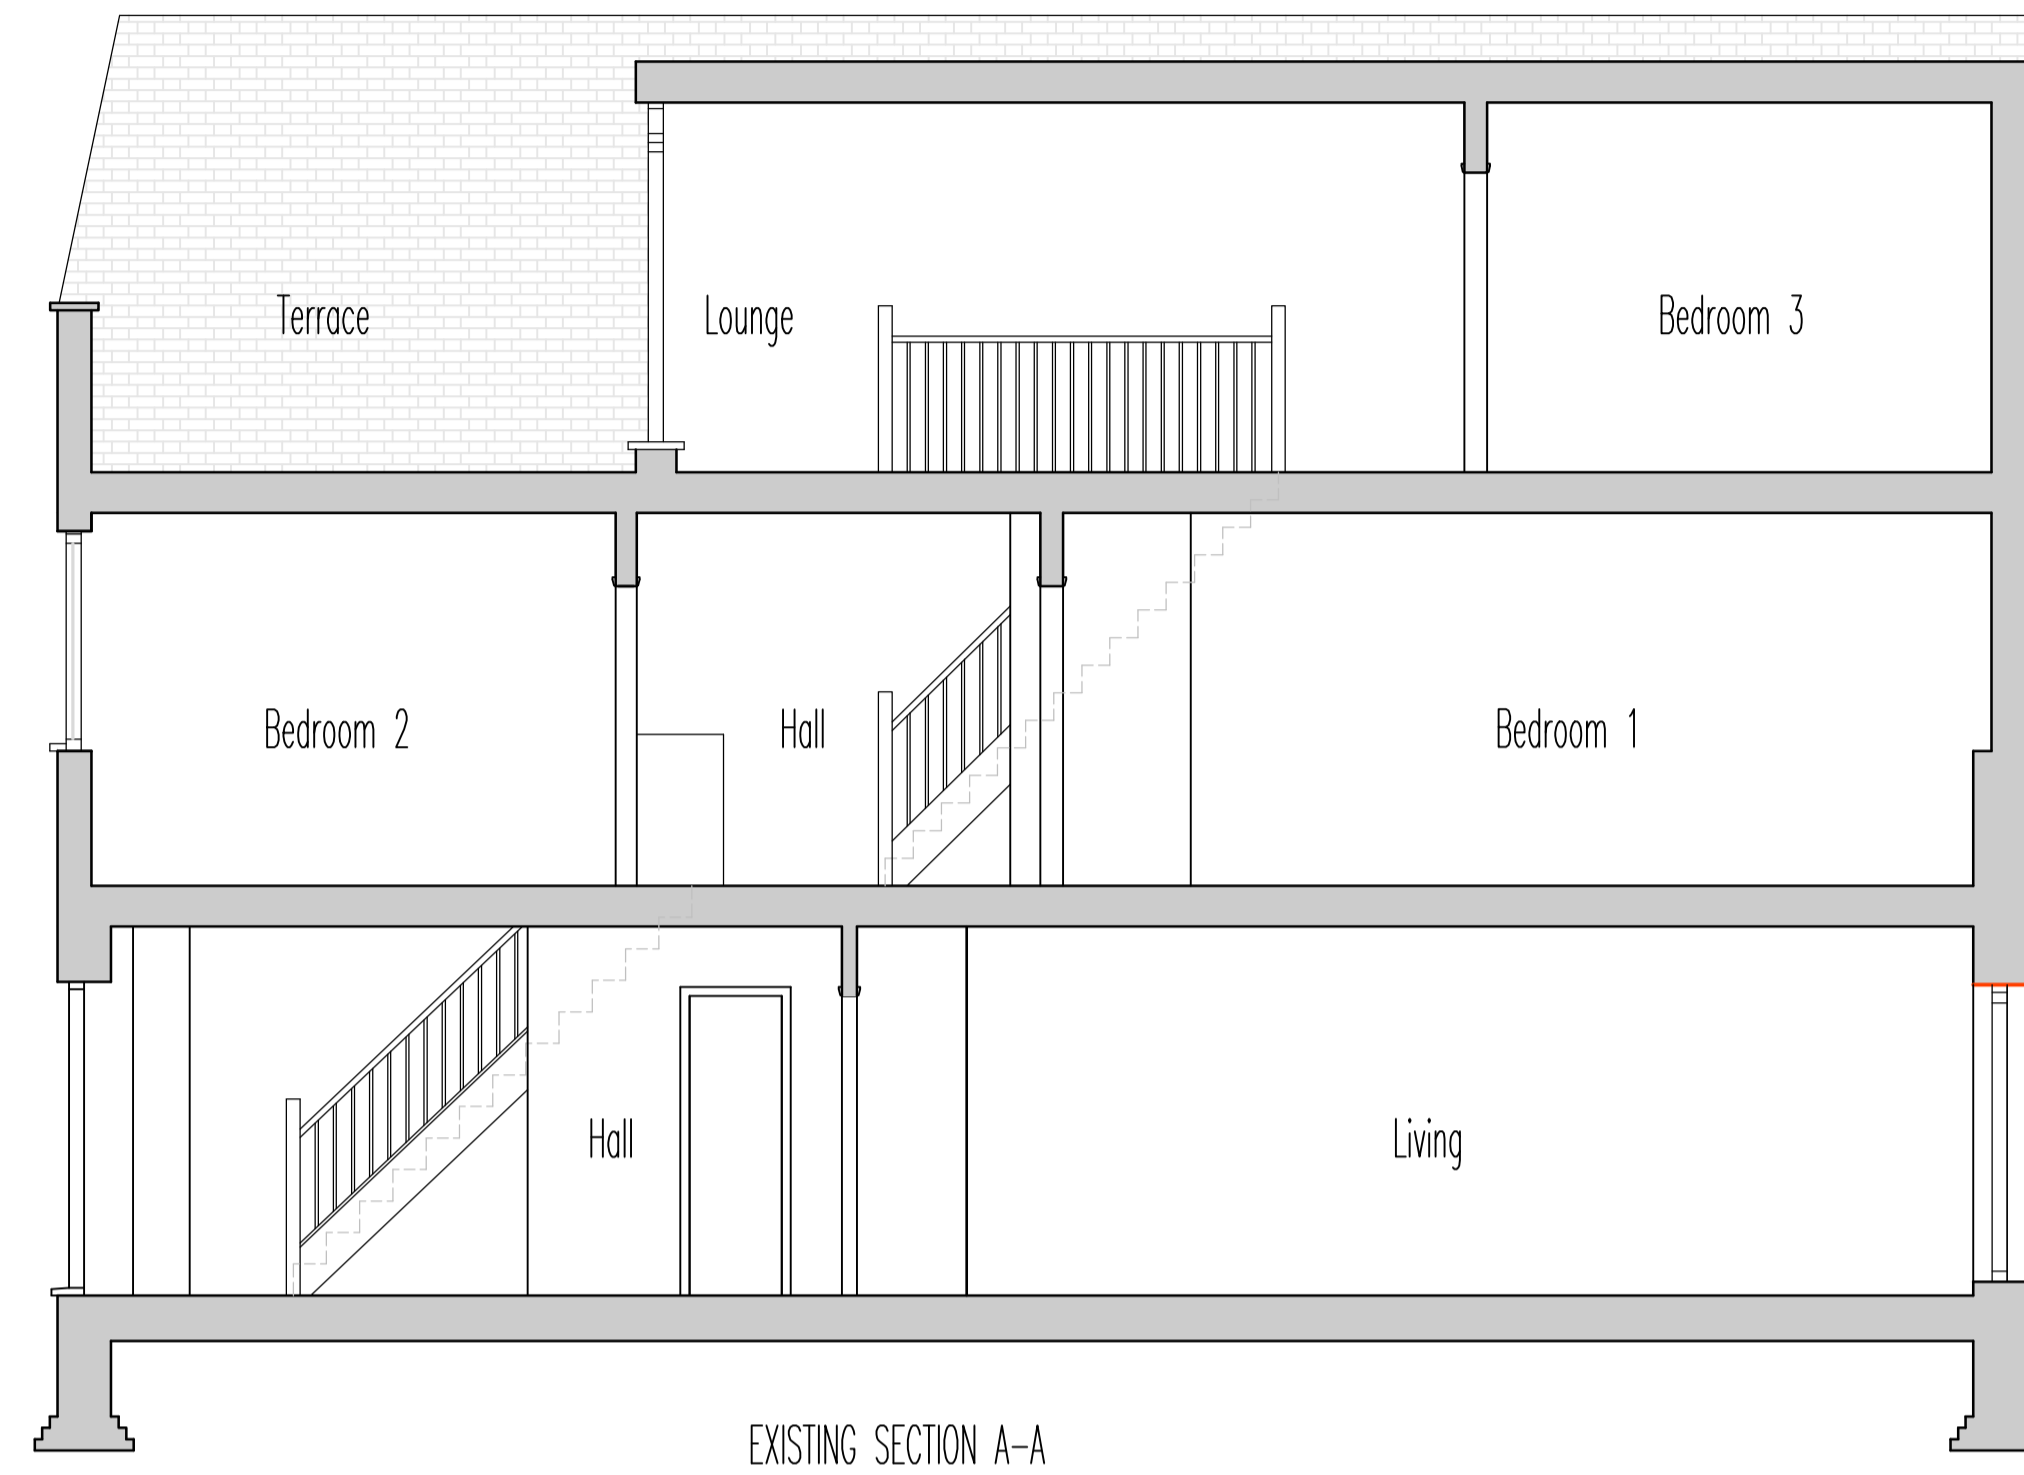 Terrace
Lounge
Bedroom 3
Bedroom 2
Hall
Bedroom 1
Hall
Living
EXISTING SECTION A-A